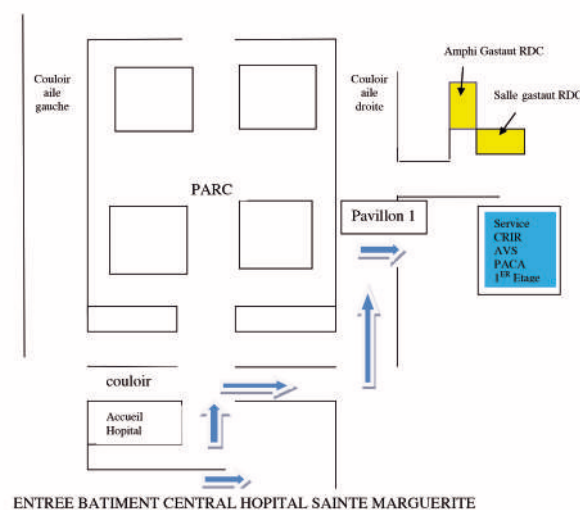 Amphi Gastaut RDC
Couloir
aile
gauche
Couloir
aile
droite
Salle gastaut RDC
PARC
Pavillon 1
Service
CRIR
AVS
PACA
1ER Etage
couloir
Accueil
Hopital
ENTREE BATIMENT CENTRAL HOPITAL SAINTE MARGUERITE